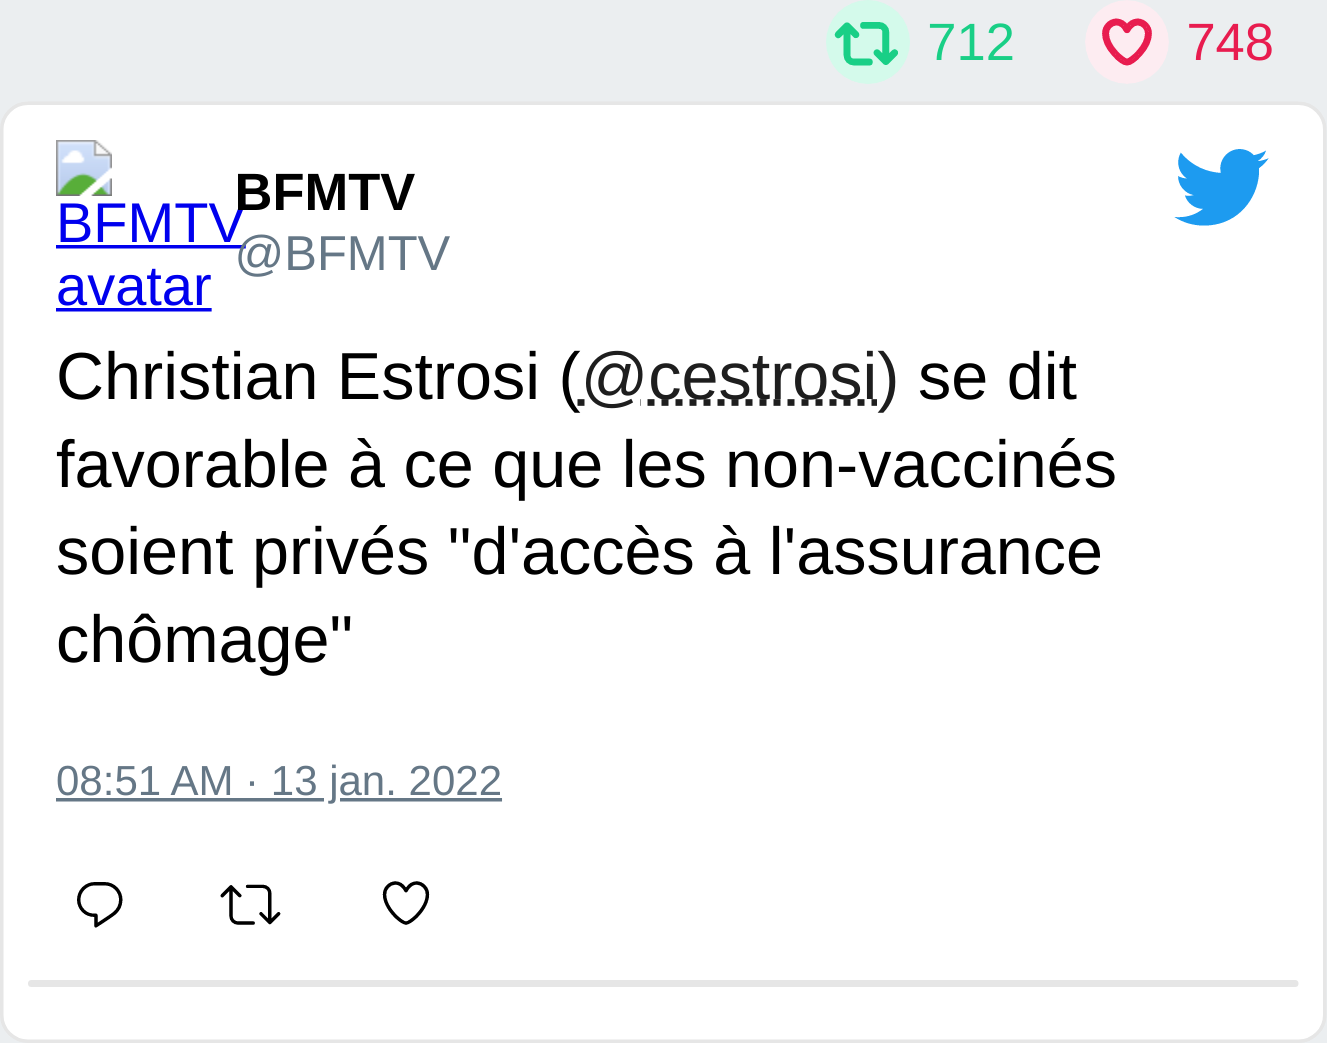 712 748
BFMTV avatar
BFMTV
@BFMTV
Christian Estrosi (@cestrosi) se dit
favorable à ce que les non-vaccinés
soient privés "d'accès à l'assurance
chômage"
08:51 AM · 13 jan. 2022